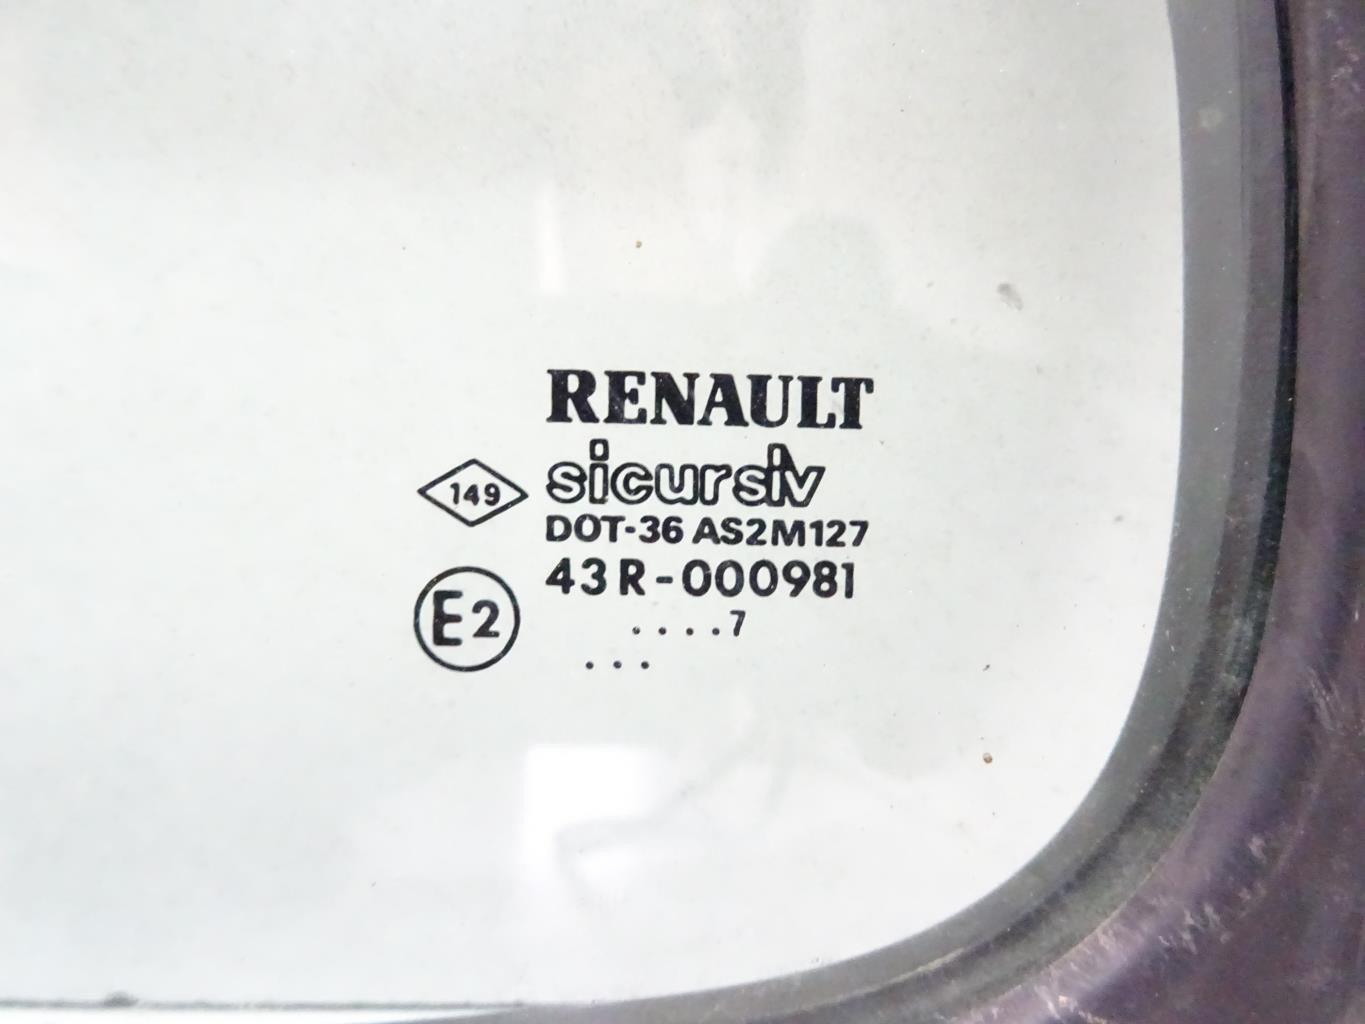 RENAULT
149 sicursiv
DOT-36 AS2M127
43R-000981
E2
....7
...